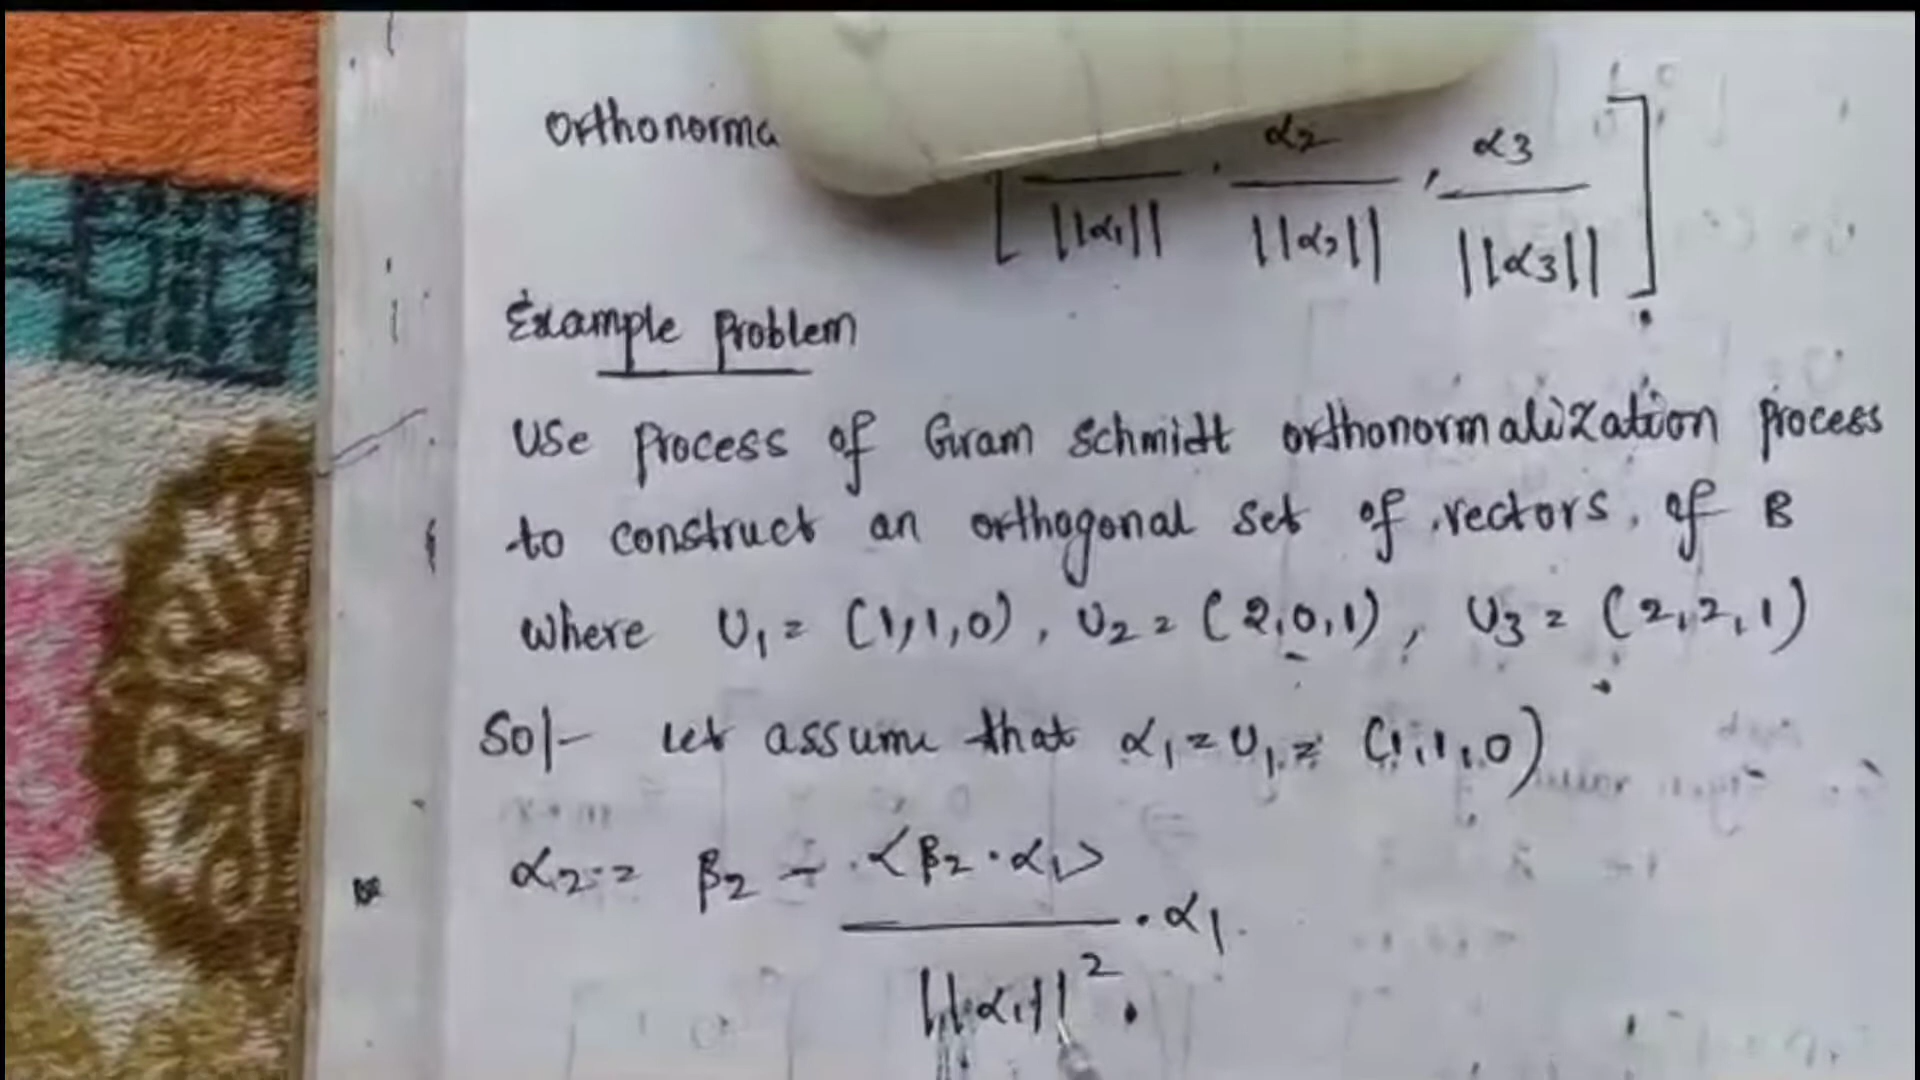 Orthonorma
α2 α3
[ ||α1|| , ||α2|| , ||α3|| ]
Example Problem
Use process of Gram Schmidt orthonormalization process
to construct an orthogonal set of vectors of B
where U1 = (1,1,0), U2 = (2,0,1), U3 = (2,2,1)
Sol- Let assume that α1 = U1 = (1,1,0)
α2 = β2 - <β2 · α1>
· α1
||α1||2